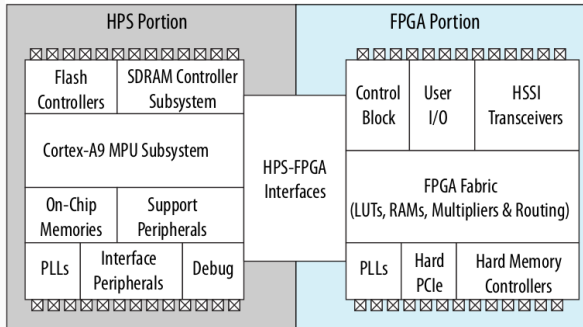 HPS Portion
FPGA Portion
Flash
Controllers
SDRAM Controller
Subsystem
Cortex-A9 MPU Subsystem
On-Chip
Memories
Support
Peripherals
PLLs
Interface
Peripherals
Debug
HPS-FPGA
Interfaces
Control
Block
User
I/O
HSSI
Transceivers
FPGA Fabric
(LUTs, RAMs, Multipliers & Routing)
PLLs
Hard
PCIe
Hard Memory
Controllers